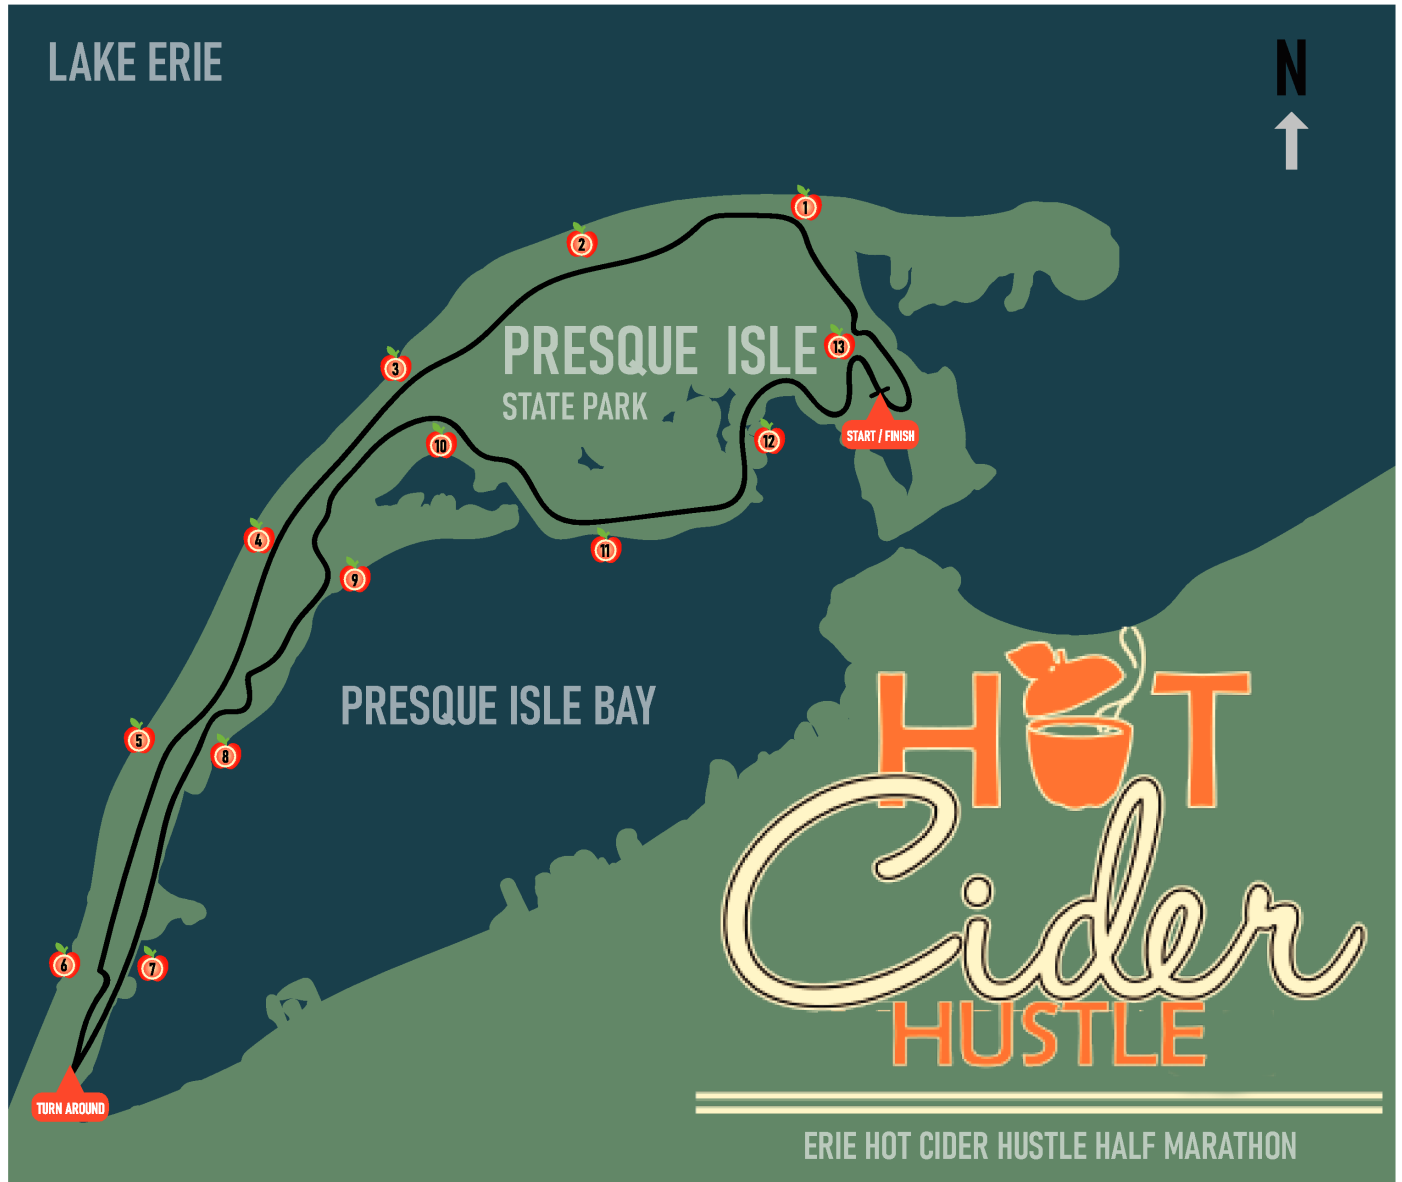 LAKE ERIE
N
1
2
PRESQUE ISLE
13
3
STATE PARK
START / FINISH
12
10
4
11
9
PRESQUE ISLE BAY
5
8
HOT
Cider
HUSTLE
6
7
TURN AROUND
ERIE HOT CIDER HUSTLE HALF MARATHON